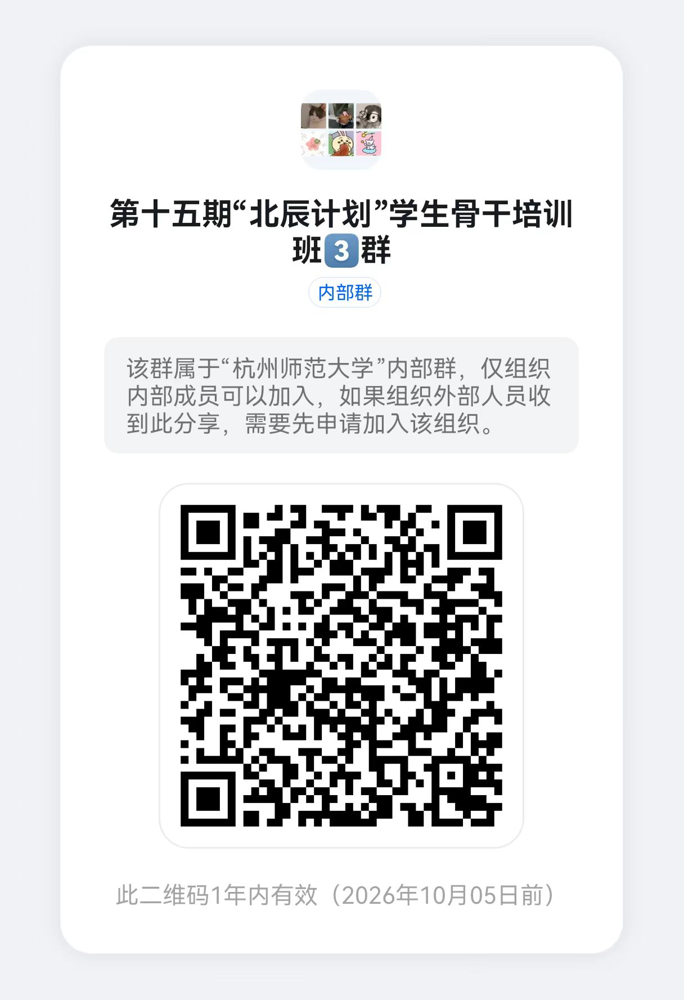 第十五期“北辰计划”学生骨干培训
班3️⃣群
内部群
该群属于“杭州师范大学”内部群，仅组织
内部成员可以加入，如果组织外部人员收
到此分享，需要先申请加入该组织。
此二维码1年内有效（2026年10月05日前）